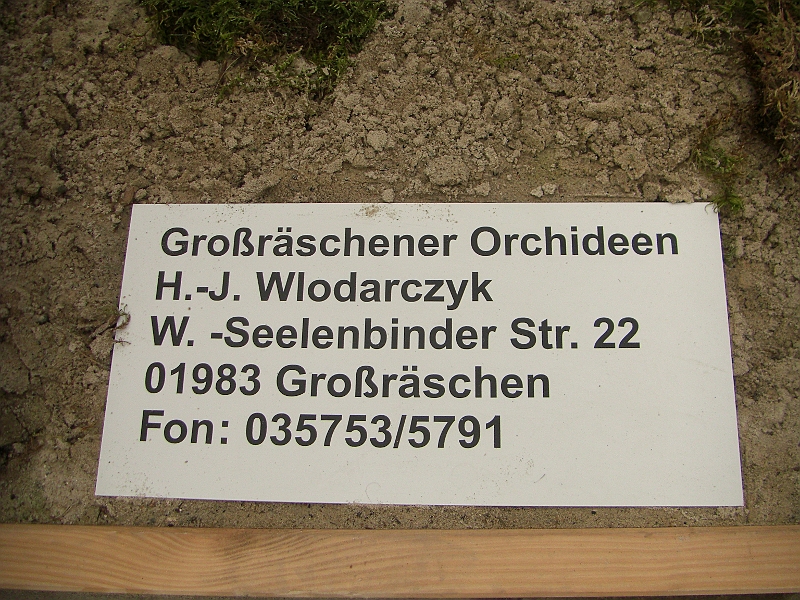 Großräschener Orchideen
H.-J. Wlodarczyk
W. -Seelenbinder Str. 22
01983 Großräschen
Fon: 035753/5791